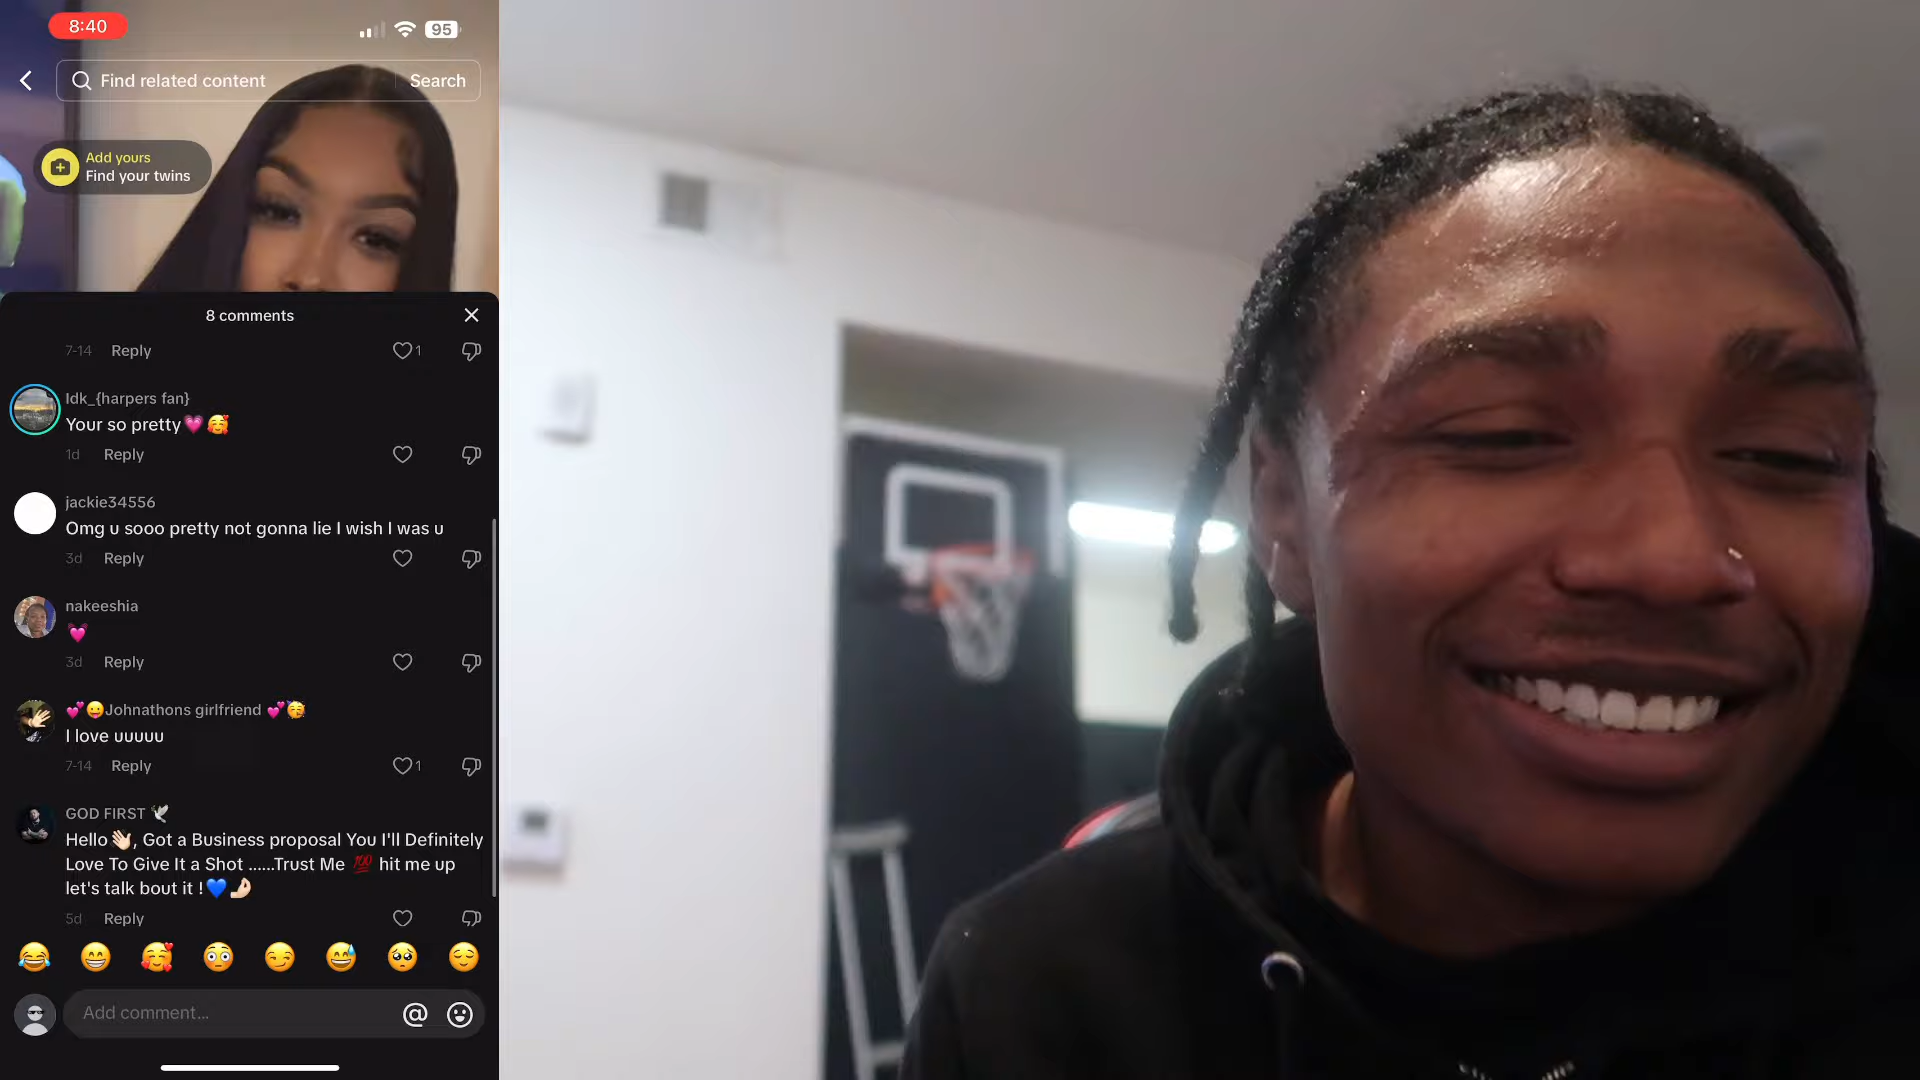 8:40
95
Find related content
Search
Add yours
Find your twins
8 comments
7-14 Reply 1
Idk_{harpers fan}
Your so pretty💗🥰
1d Reply
jackie34556
Omg u sooo pretty not gonna lie I wish I was u
3d Reply
nakeeshia
💓
3d Reply
💕😛Johnathons girlfriend 💕🥳
I love uuuuu
7-14 Reply 1
GOD FIRST 🕊
Hello👋🏻, Got a Business proposal You I'll Definitely
Love To Give It a Shot ......Trust Me 💯 hit me up
let's talk bout it !💙🤌🏻
5d Reply
😂 😁 🥰 😳 😏 😅 🥺 😌
Add comment... @